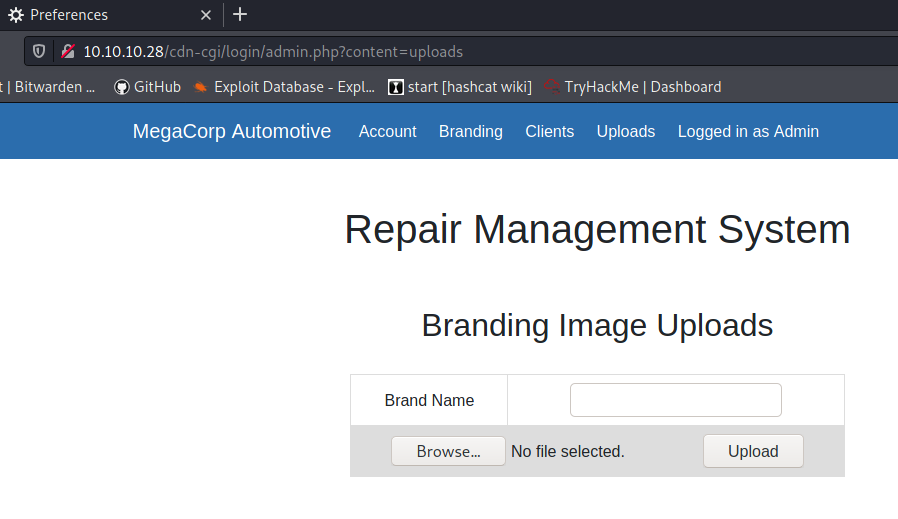 Preferences
10.10.10.28/cdn-cgi/login/admin.php?content=uploads
t | Bitwarden ... GitHub Exploit Database - Expl... start [hashcat wiki] TryHackMe | Dashboard
MegaCorp Automotive Account Branding Clients Uploads Logged in as Admin
Repair Management System
Branding Image Uploads
Brand Name
Browse... No file selected. Upload